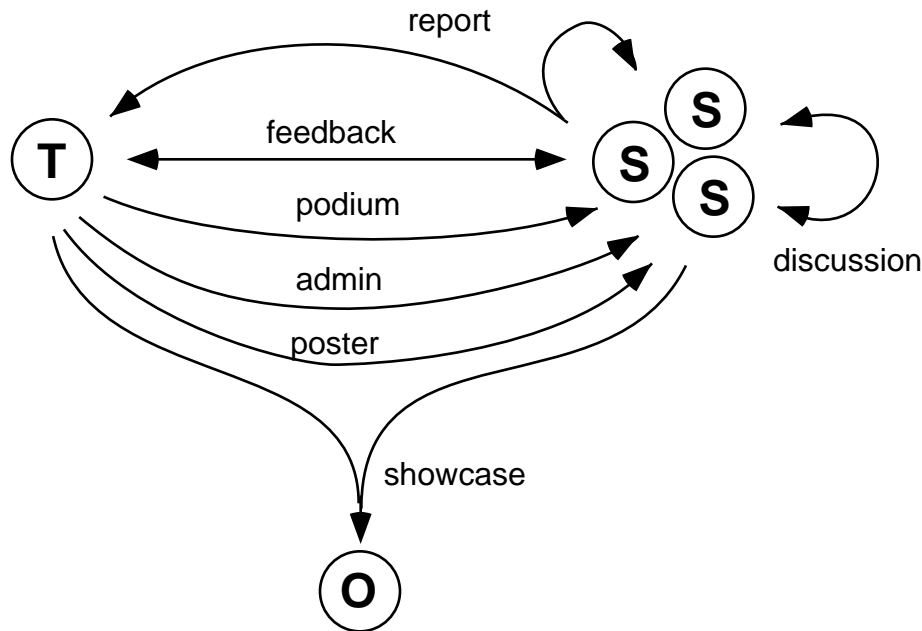 report
S
feedback
T
S
S
podium
discussion
admin
poster
showcase
O